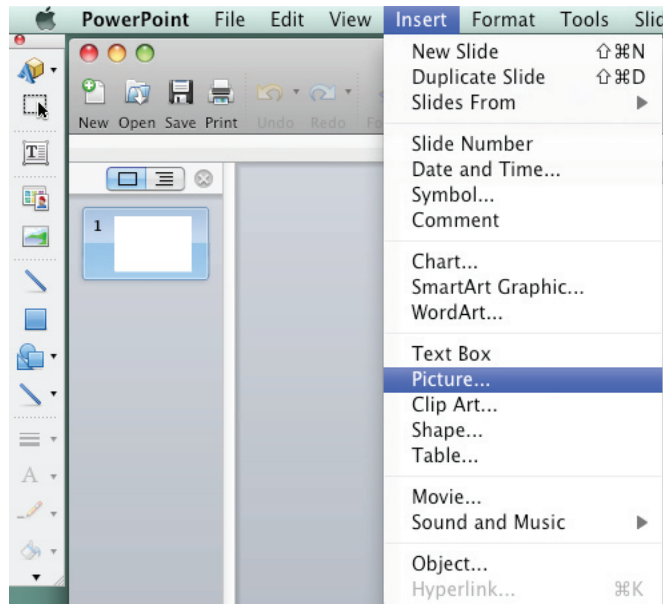 PowerPoint File Edit View Insert Format Tools
New Open Save Print Undo Redo
1
New Slide ⇧⌘N
Duplicate Slide ⇧⌘D
Slides From
Slide Number
Date and Time...
Symbol...
Comment
Chart...
SmartArt Graphic...
WordArt...
Text Box
Picture...
Clip Art...
Shape...
Table...
Movie...
Sound and Music
Object...
Hyperlink... ⌘K
T
A